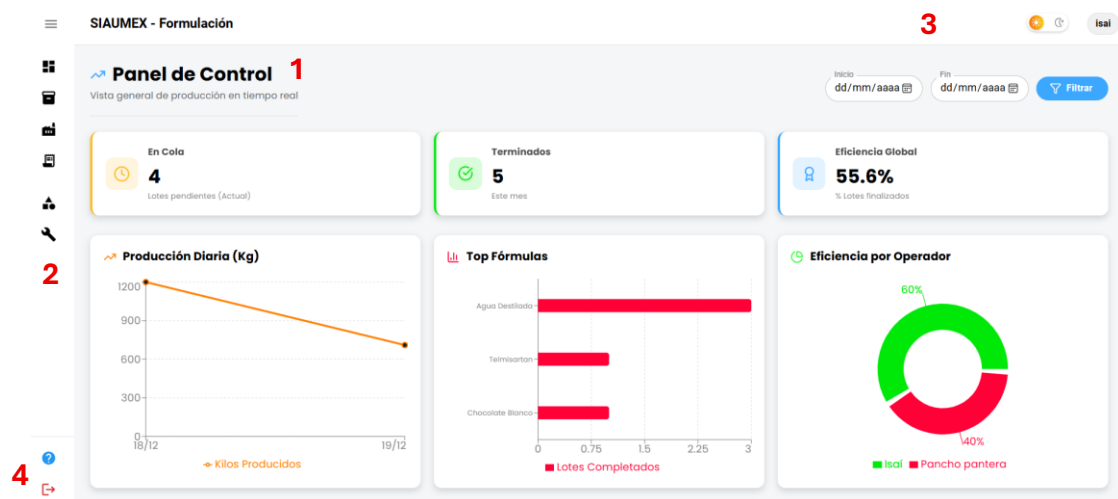 SIAUMEX - Formulación
3
isai
Panel de Control
1
Vista general de producción en tiempo real
Inicio
dd/mm/aaaa
Fin
dd/mm/aaaa
Filtrar
En Cola
4
Lotes pendientes (Actual)
Terminados
5
Este mes
Eficiencia Global
55.6%
% Lotes finalizados
2
Producción Diaria (Kg)
1200
900
600
300
0
18/12
19/12
Kilos Producidos
Top Fórmulas
Agua Destilada
Telmisartan
Chocolate Blanco
0
0.75
1.5
2.25
3
Lotes Completados
Eficiencia por Operador
60%
40%
Isaí
Pancho pantera
?
4